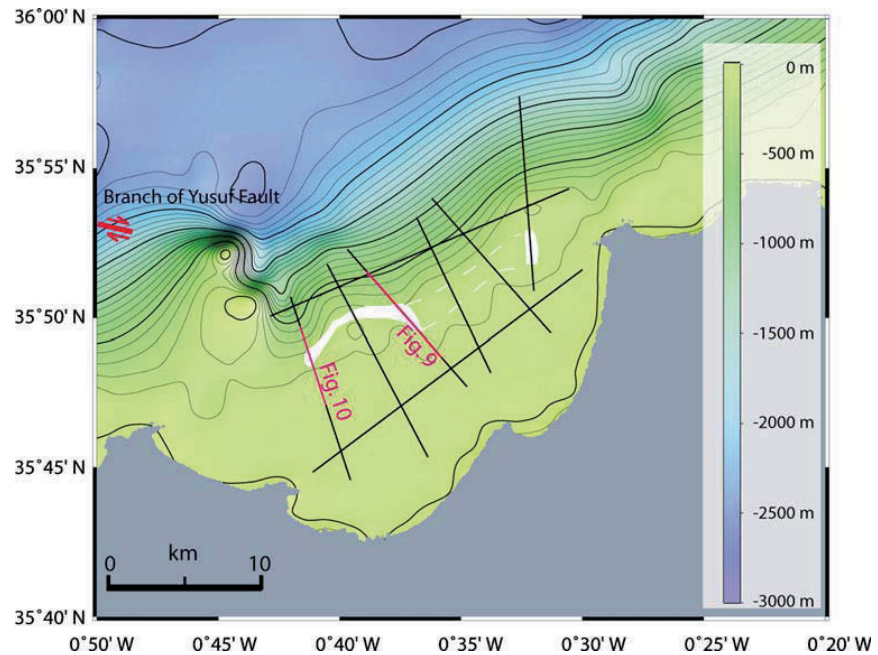 36°00' N
0 m
-500 m
35°55' N
Branch of Yusuf Fault
-1000 m
35°50' N
-1500 m
Fig. 9
Fig. 10
-2000 m
35°45' N
km
0 10
-2500 m
-3000 m
35°40' N
0°50' W 0°45' W 0°40' W 0°35' W 0°30' W 0°25' W 0°20' W